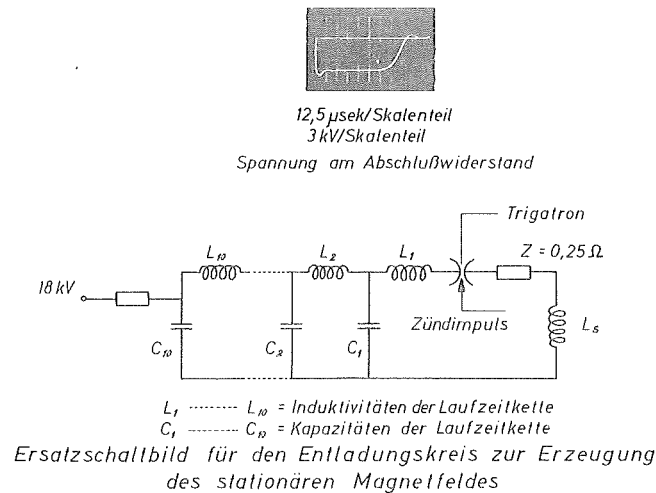 12,5 µsek/Skalenteil
3 kV/Skalenteil
Spannung am Abschlußwiderstand
Trigatron
L₁₀ L₂ L₁ Z = 0,25 Ω
18 kV
Zündimpuls
C₁₀ C₂ C₁ L₅
L₁ -------- L₁₀ = Induktivitäten der Laufzeitkette
C₁ -------- C₁₀ = Kapazitäten der Laufzeitkette
Ersatzschaltbild für den Entladungskreis zur Erzeugung
des stationären Magnetfeldes